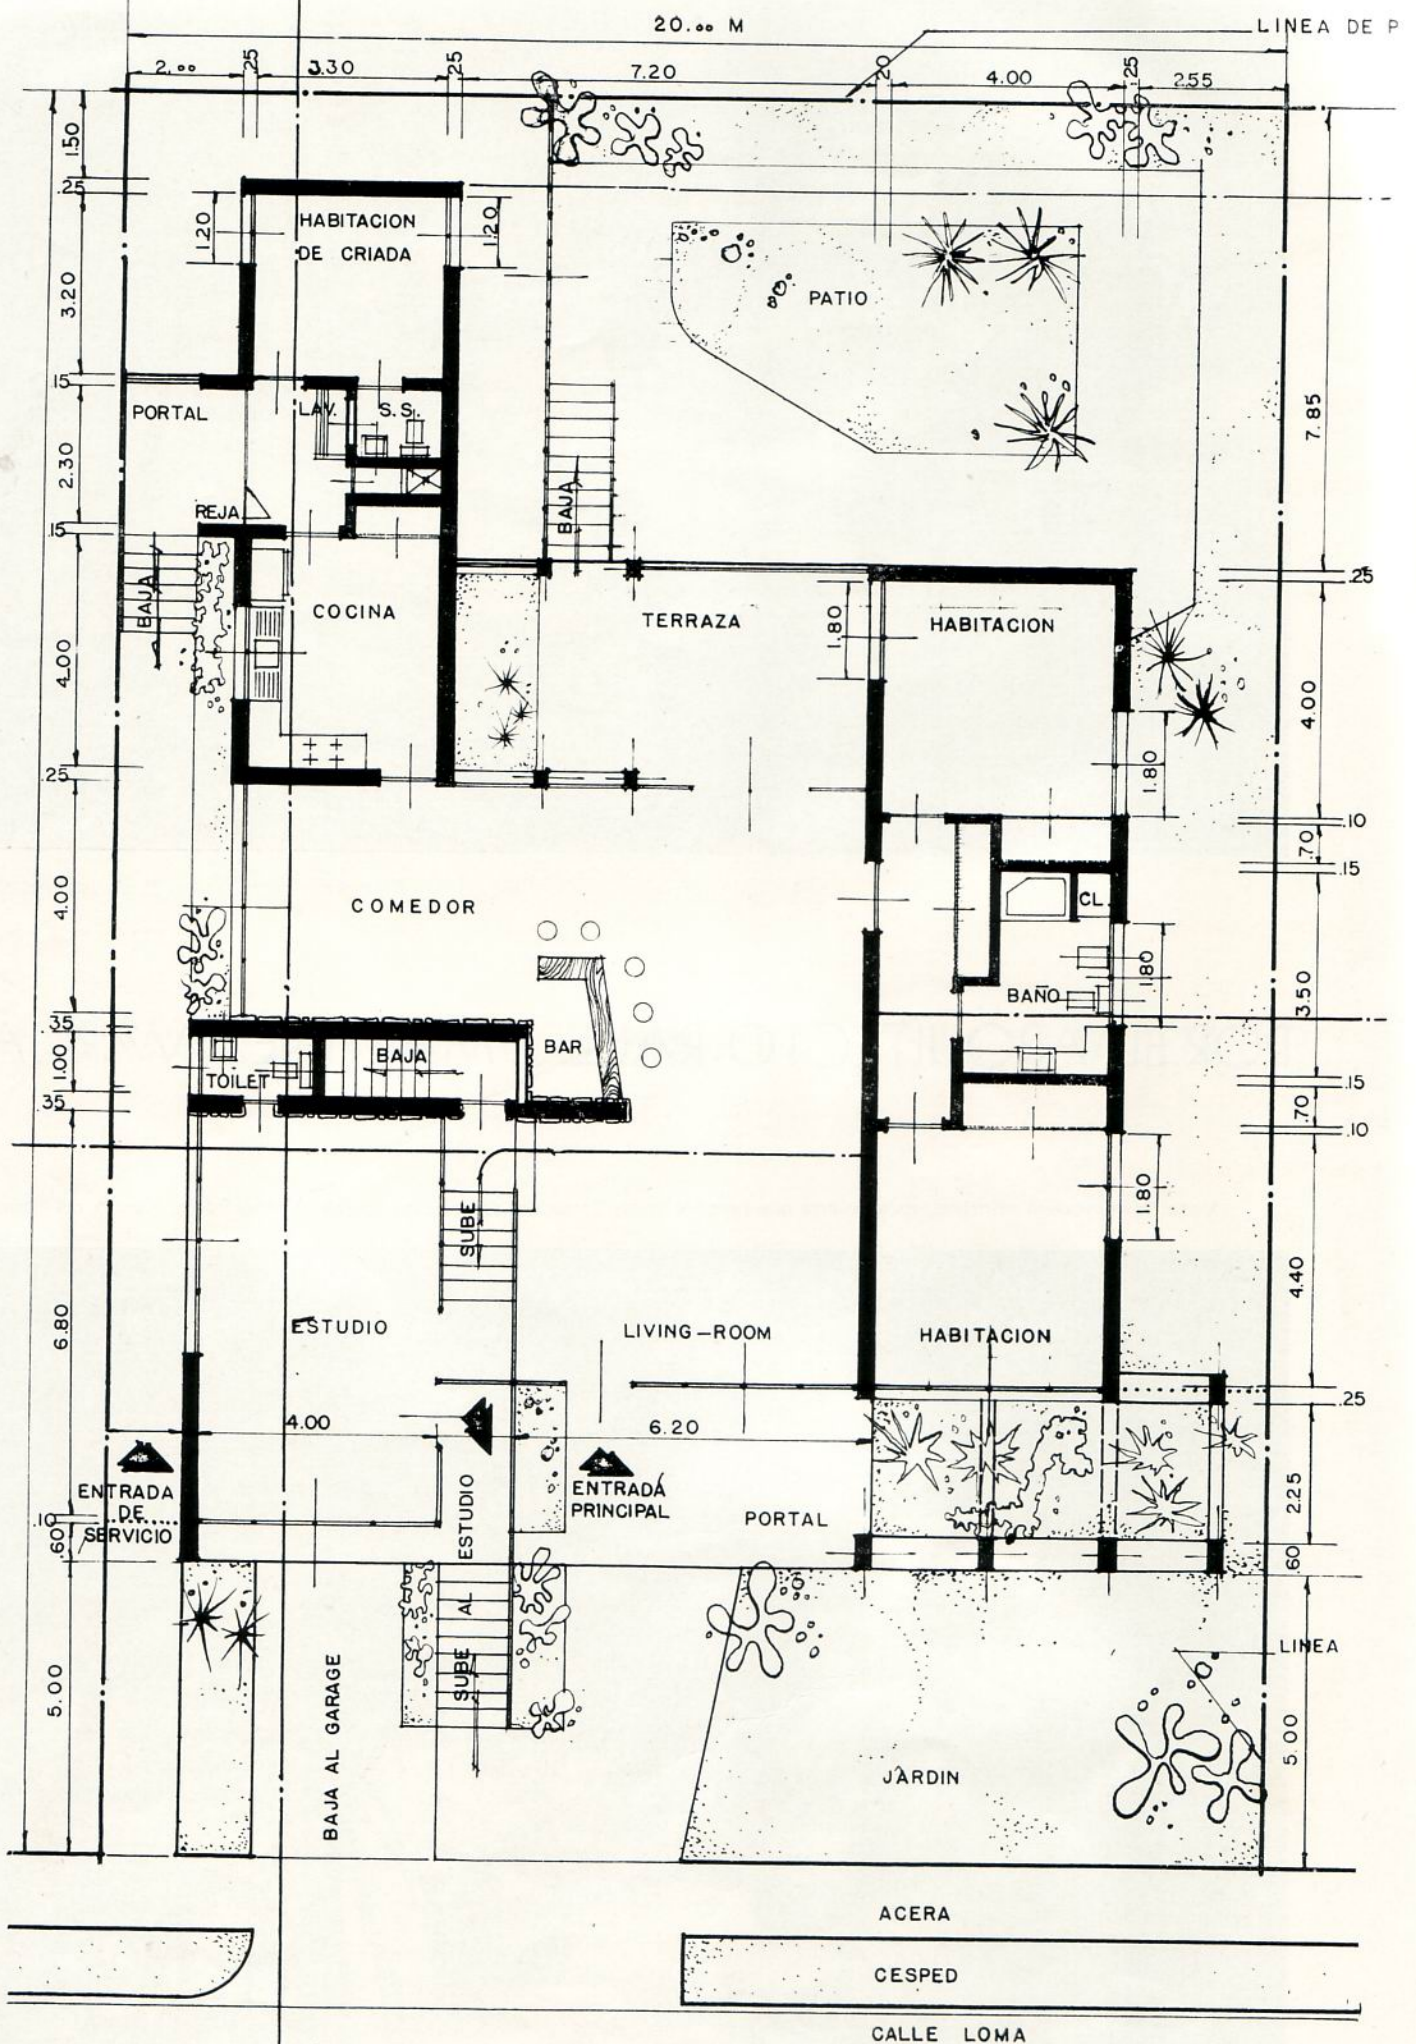 20.00 M
LINEA DE P
2.00
25
3.30
25
7.20
20
4.00
25
2.55
1.50
.25
3.20
.15
2.30
.15
4.00
.25
4.00
.35
1.00
.35
6.80
.10
.60
5.00
1.20
HABITACION
DE CRIADA
1.20
PATIO
7.85
PORTAL
LAV.
S.S.
REJA
BAJA
BAJA
COCINA
TERRAZA
1.80
HABITACION
.25
4.00
1.80
.10
.70
.15
COMEDOR
CL.
1.80
3.50
BAÑO
BAR
BAJA
TOILET
.15
.70
.10
1.80
SUBE
4.40
ESTUDIO
LIVING-ROOM
HABITACION
.25
4.00
6.20
2.25
ENTRADA
DE
SERVICIO
ESTUDIO
AL
SUBE
ENTRADA
PRINCIPAL
PORTAL
60
LINEA
BAJA AL GARAGE
JARDIN
5.00
ACERA
CESPED
CALLE LOMA